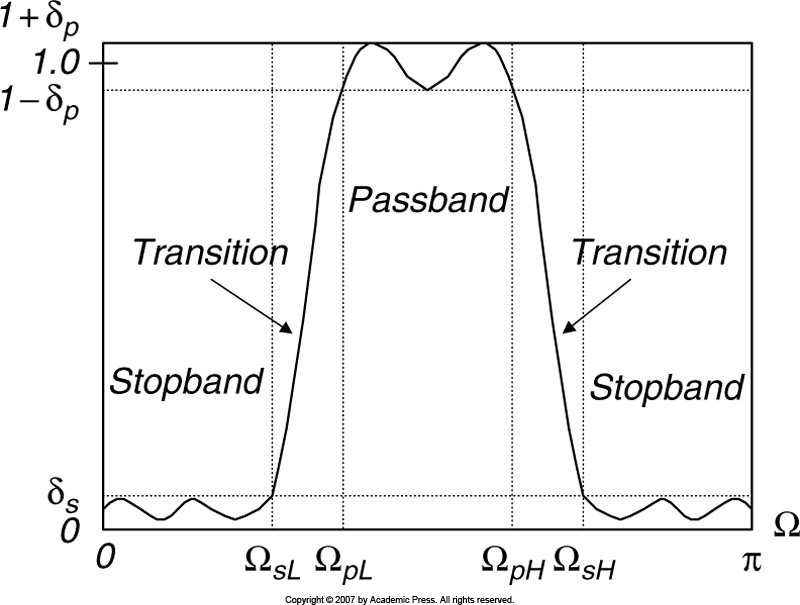 1+δp
1.0
1−δp
Passband
Transition
Transition
Stopband
Stopband
δs
0
Ω
0
ΩsL
ΩpL
ΩpH
ΩsH
π
Copyright © 2007 by Academic Press. All rights reserved.